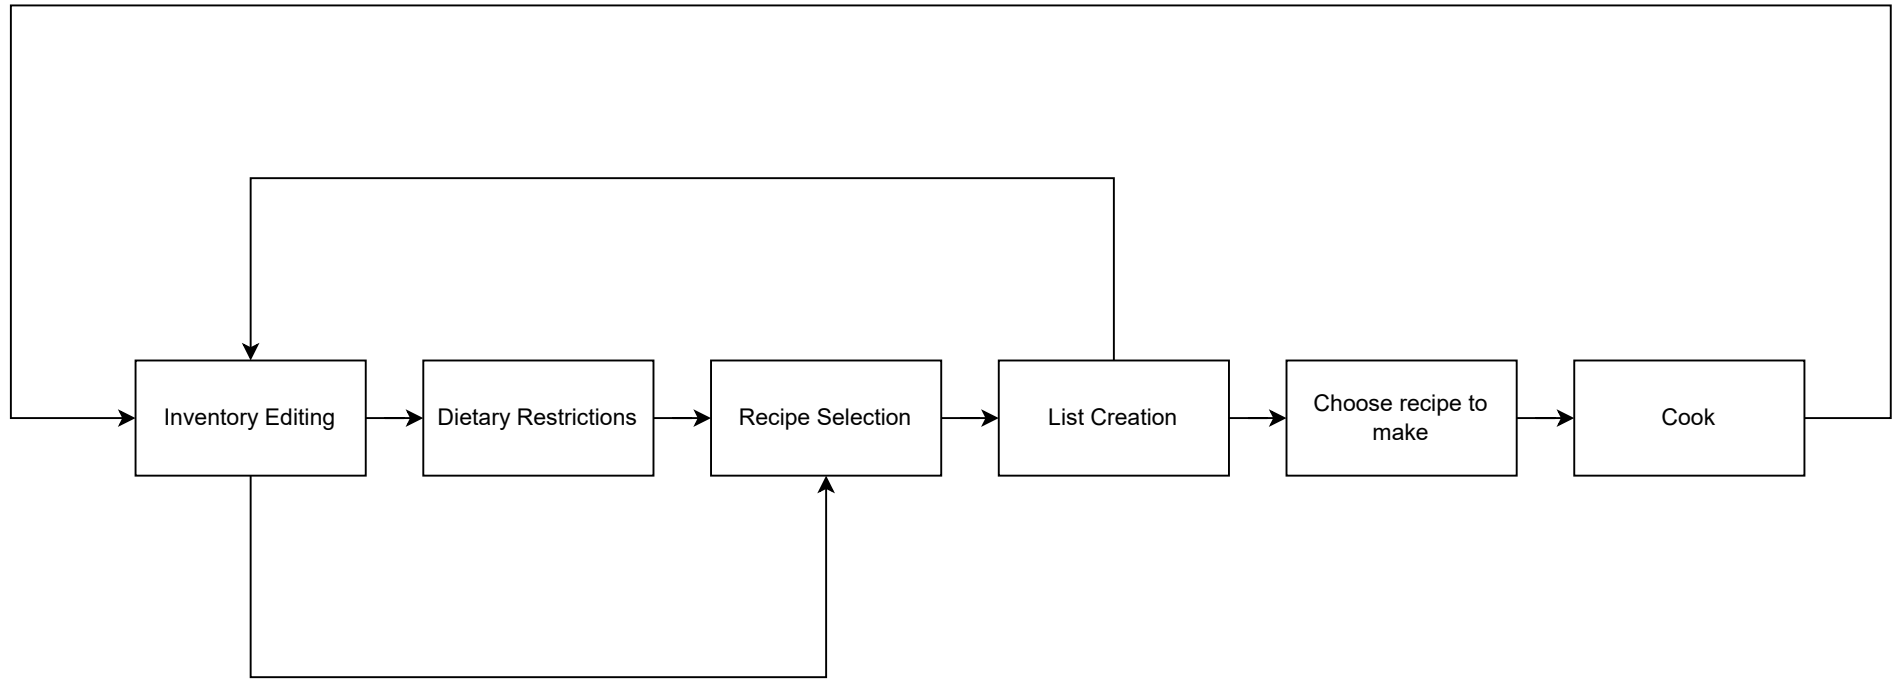 Inventory Editing
Dietary Restrictions
Recipe Selection
List Creation
Choose recipe to
make
Cook